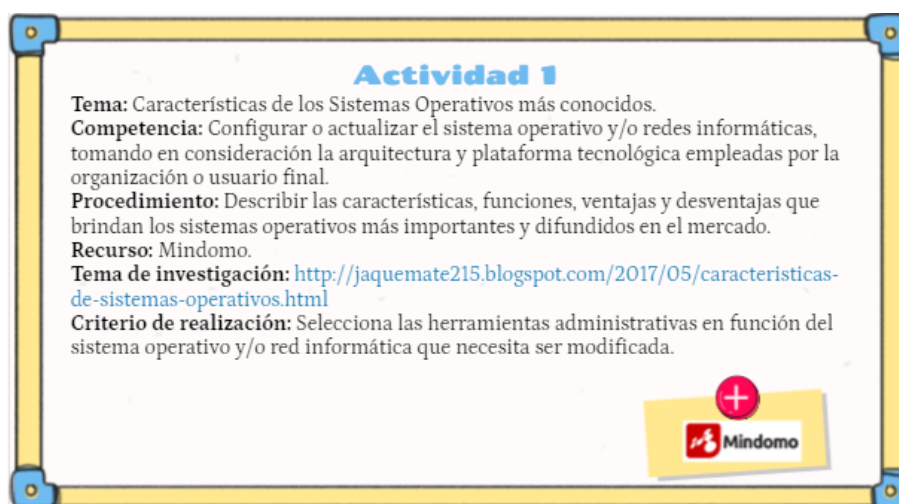 Actividad 1
Tema: Características de los Sistemas Operativos más conocidos.
Competencia: Configurar o actualizar el sistema operativo y/o redes informáticas,
tomando en consideración la arquitectura y plataforma tecnológica empleadas por la
organización o usuario final.
Procedimiento: Describir las características, funciones, ventajas y desventajas que
brindan los sistemas operativos más importantes y difundidos en el mercado.
Recurso: Mindomo.
Tema de investigación: http://jaquemate215.blogspot.com/2017/05/caracteristicas-
de-sistemas-operativos.html
Criterio de realización: Selecciona las herramientas administrativas en función del
sistema operativo y/o red informática que necesita ser modificada.
Mindomo